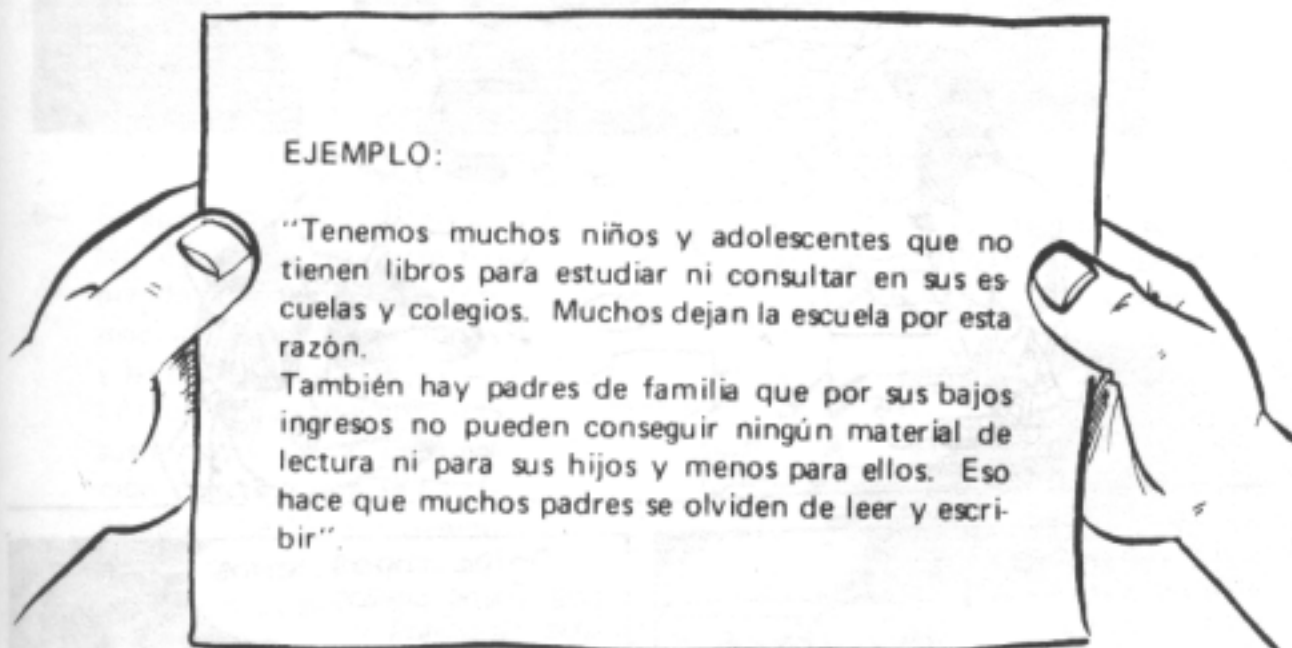 EJEMPLO:
"Tenemos muchos niños y adolescentes que no
tienen libros para estudiar ni consultar en sus es-
cuelas y colegios. Muchos dejan la escuela por esta
razón.
También hay padres de familia que por sus bajos
ingresos no pueden conseguir ningún material de
lectura ni para sus hijos y menos para ellos. Eso
hace que muchos padres se olviden de leer y escri-
bir".